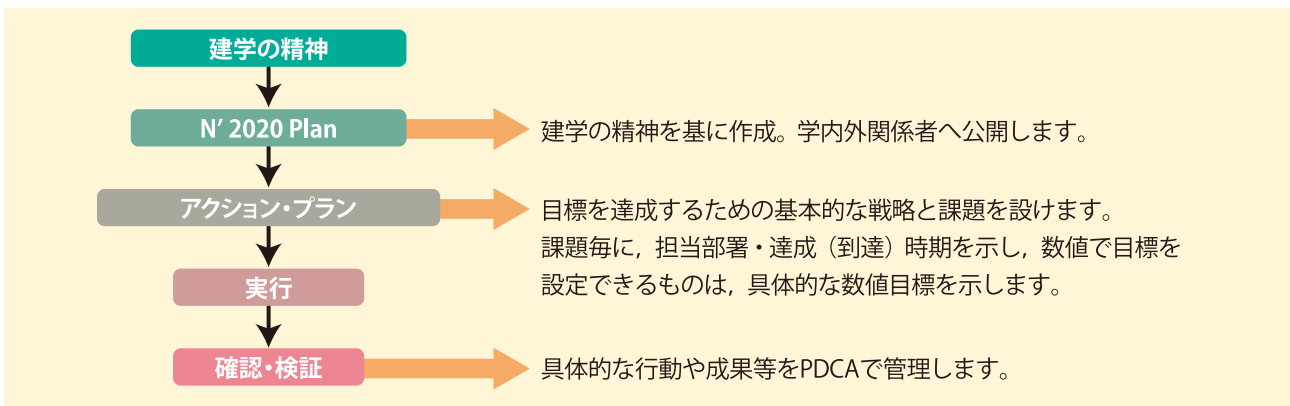 建学の精神
N′ 2020 Plan
建学の精神を基に作成。学内外関係者へ公開します。
アクション・プラン
目標を達成するための基本的な戦略と課題を設けます。
課題毎に，担当部署・達成（到達）時期を示し，数値で目標を
設定できるものは，具体的な数値目標を示します。
実行
確認・検証
具体的な行動や成果等をPDCAで管理します。